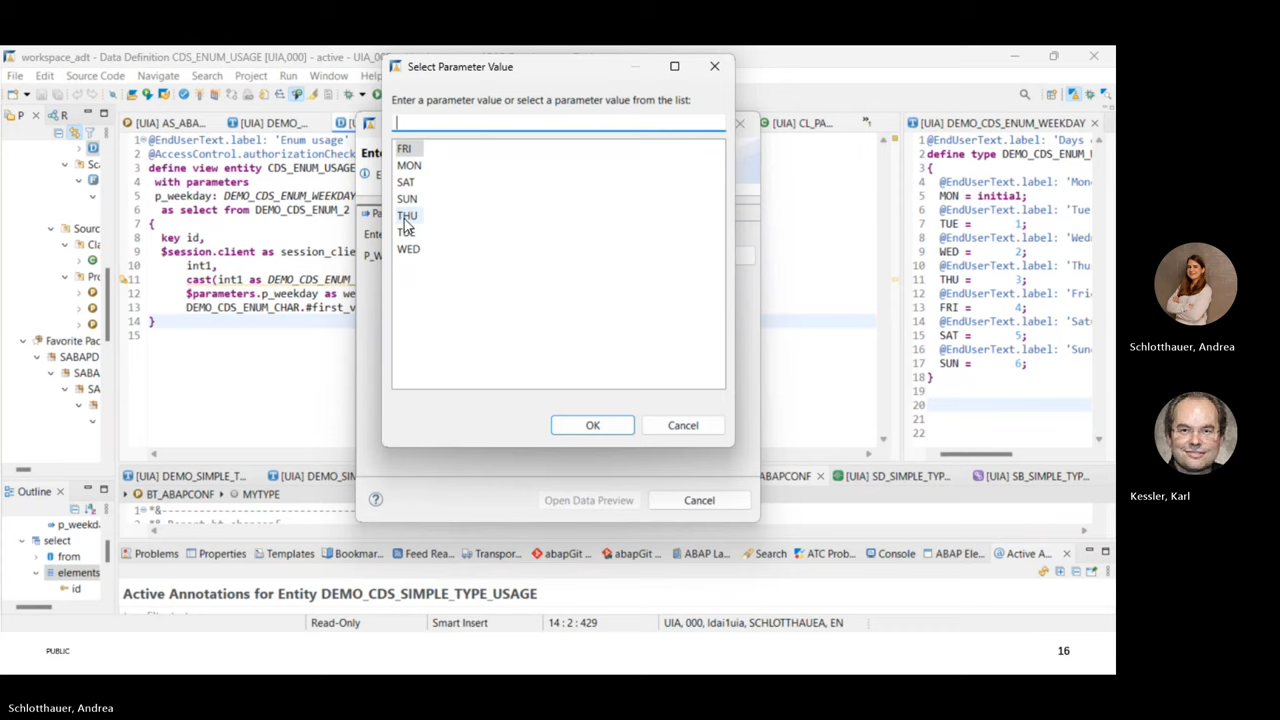 workspace_adt - Data Definition CDS_ENUM_USAGE [UIA,000] - active - UIA_00
File Edit Source Code Navigate Search Project Run Window Help
P R
[UIA] AS_ABA...
[UIA] DEMO_...
CL_PA...
[UIA] DEMO_CDS_ENUM_WEEKDAY
1 @EndUserText.label: 'Enum usage'
2 @AccessControl.authorizationCheck
3 define view entity CDS_ENUM_USAGE
4 with parameters
5 p_weekday: DEMO_CDS_ENUM_WEEKDAY
6 as select from DEMO_CDS_ENUM_2
7 {
8 key id,
9 $session.client as session_clie
10 int1,
11 cast(int1 as DEMO_CDS_ENUM_
12 $parameters.p_weekday as we
13 DEMO_CDS_ENUM_CHAR.#first_v
14 }
15
Select Parameter Value
Enter a parameter value or select a parameter value from the list:
FRI
MON
SAT
SUN
THU
WED
OK
Cancel
Open Data Preview
Cancel
1 @EndUserText.label: 'Days
2 define type DEMO_CDS_ENUM_W
3 {
4 @EndUserText.label: 'Mon
5 MON = initial;
6 @EndUserText.label: 'Tue
7 TUE = 1;
8 @EndUserText.label: 'Wed
9 WED = 2;
10 @EndUserText.label: 'Thu
11 THU = 3;
12 @EndUserText.label: 'Fri
13 FRI = 4;
14 @EndUserText.label: 'Sat
15 SAT = 5;
16 @EndUserText.label: 'Sun
17 SUN = 6;
18 }
19
20
21
22
Sourc
Cla
Pro
Favorite Pac
SABAPD
SABA
SA
[UIA] DEMO_SIMPLE_T...
[UIA] DEMO_SIM
ABAPCONF
[UIA] SD_SIMPLE_TYP...
[UIA] SB_SIMPLE_TYP...
BT_ABAPCONF MYTYPE
Outline
p_weekda
select
from
elements
id
Problems Properties Templates Bookmar... Feed Rea... Transpor... abapGit ... abapGit ... ABAP La... Search ATC Prob... Console ABAP Ele... Active A...
Active Annotations for Entity DEMO_CDS_SIMPLE_TYPE_USAGE
Read-Only
Smart Insert
14 : 2 : 429
UIA, 000, ldai1uia, SCHLOTTHAUEA, EN
PUBLIC
16
Schlotthauer, Andrea
Kessler, Karl
Schlotthauer, Andrea